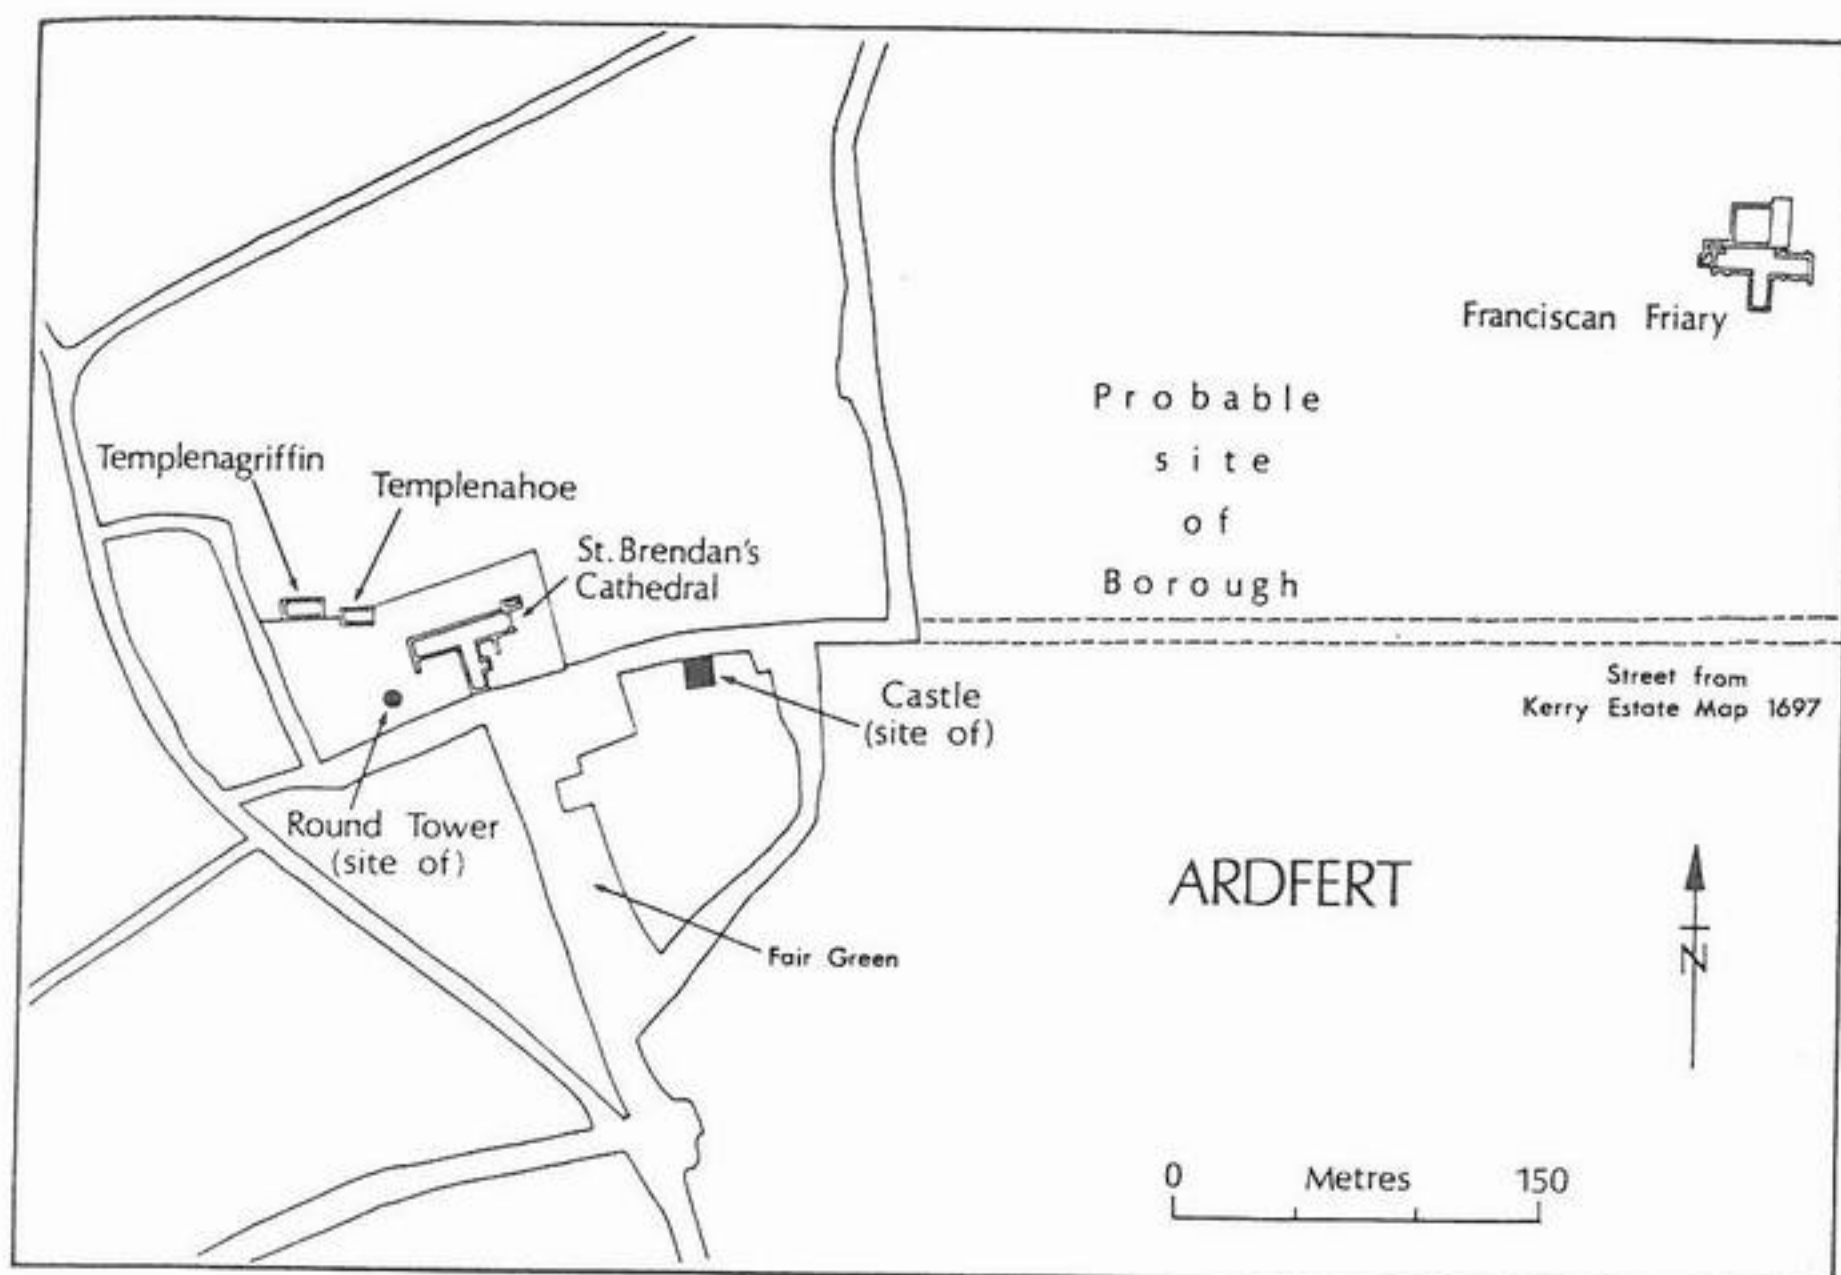 Franciscan Friary
Probable
site
of
Borough
Templenagriffin
Templenahoe
St. Brendan's
Cathedral
Street from
Kerry Estate Map 1697
Castle
(site of)
Round Tower
(site of)
ARDFERT
Fair Green
N
0 Metres 150